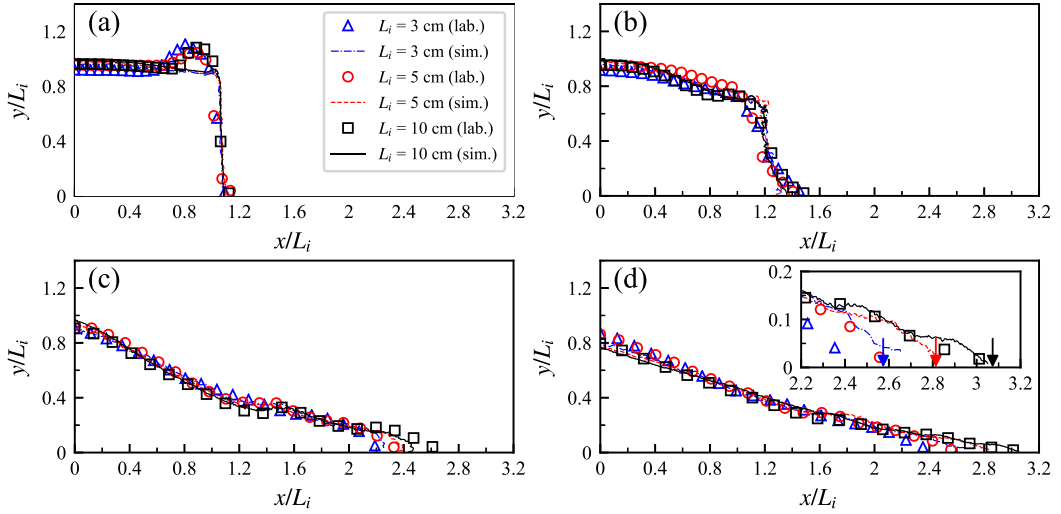 (a)
y/Lᵢ
1.2
0.8
0.4
0
0 0.4 0.8 1.2 1.6 2 2.4 2.8 3.2
x/Lᵢ
Lᵢ = 3 cm (lab.)
Lᵢ = 3 cm (sim.)
Lᵢ = 5 cm (lab.)
Lᵢ = 5 cm (sim.)
Lᵢ = 10 cm (lab.)
Lᵢ = 10 cm (sim.)
(b)
y/Lᵢ
1.2
0.8
0.4
0
0 0.4 0.8 1.2 1.6 2 2.4 2.8 3.2
x/Lᵢ
(c)
y/Lᵢ
1.2
0.8
0.4
0
0 0.4 0.8 1.2 1.6 2 2.4 2.8 3.2
x/Lᵢ
(d)
y/Lᵢ
1.2
0.8
0.4
0
0 0.4 0.8 1.2 1.6 2 2.4 2.8 3.2
x/Lᵢ
0.2
0.1
0
2.2 2.4 2.6 2.8 3 3.2